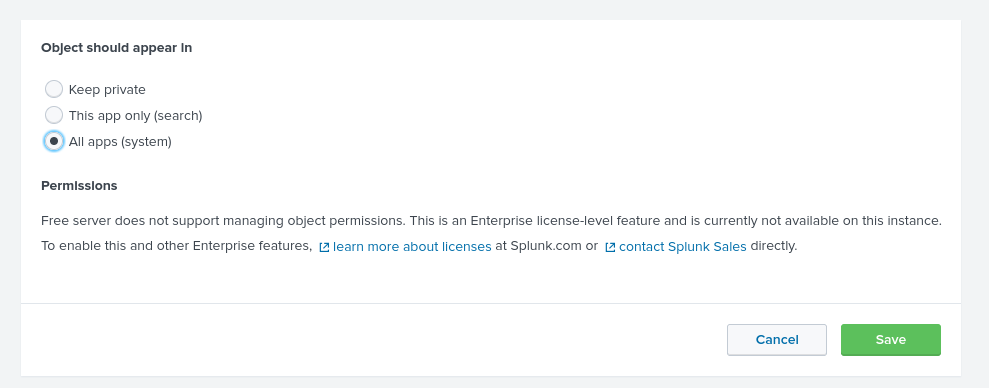 Object should appear in
Keep private
This app only (search)
All apps (system)
Permissions
Free server does not support managing object permissions. This is an Enterprise license-level feature and is currently not available on this instance.
To enable this and other Enterprise features, learn more about licenses at Splunk.com or contact Splunk Sales directly.
Cancel Save